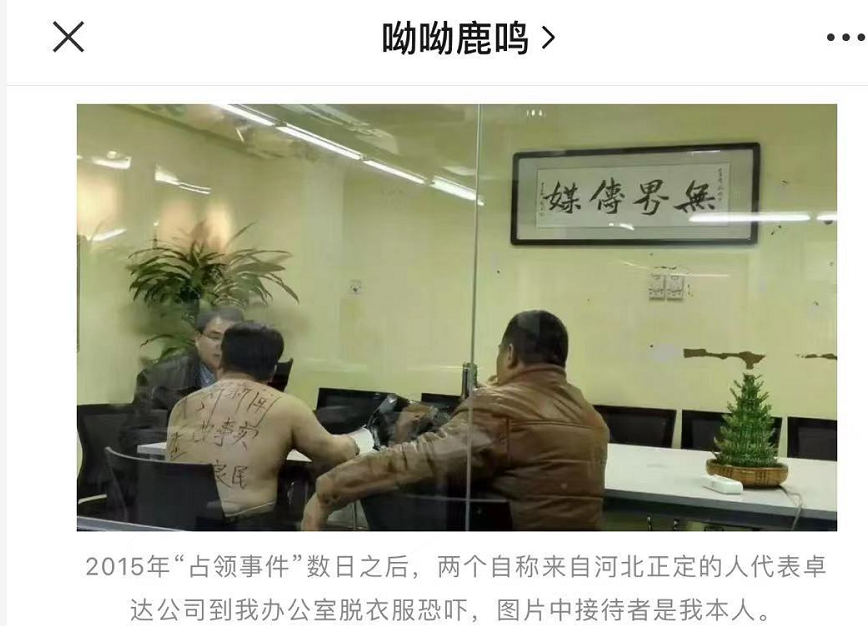 呦呦鹿鸣
無界傳媒
事实
民
2015年“占领事件”数日之后，两个自称来自河北正定的人代表卓
达公司到我办公室脱衣服恐吓，图片中接待者是我本人。